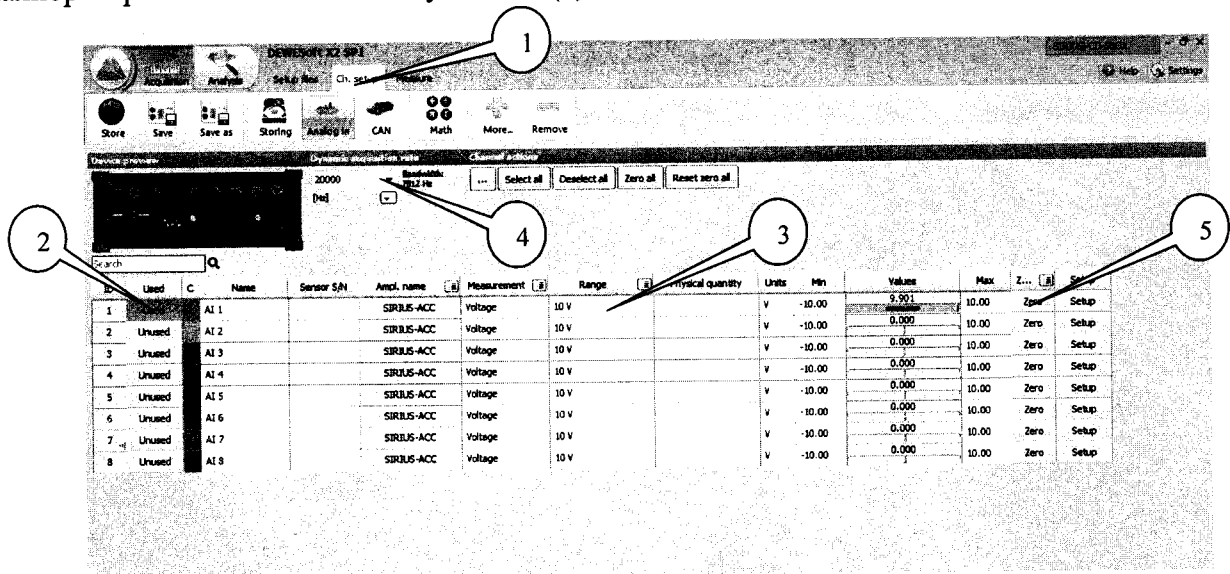 1
DEWESoft X2 SP1
Acquisition Analysis Setup files Ch. setup Measure
Help Settings
Store Save Save as Storing Analog in CAN Math More... Remove
Device preview Dynamic acquisition rate Channel actions
20000 Bandwidth: ... Select all Deselect all Zero all Reset zero all
7812 Hz
[Hz]
2 4 3 5
Search
ID Used C Name Sensor S/N Ampl. name Measurement Range Physical quantity Units Min Values Max Z... Setup
1 Used AI 1 SIRIUS-ACC Voltage 10 V V -10.00 9.901 10.00 Zero Setup
2 Unused AI 2 SIRIUS-ACC Voltage 10 V V -10.00 0.000 10.00 Zero Setup
3 Unused AI 3 SIRIUS-ACC Voltage 10 V V -10.00 0.000 10.00 Zero Setup
4 Unused AI 4 SIRIUS-ACC Voltage 10 V V -10.00 0.000 10.00 Zero Setup
5 Unused AI 5 SIRIUS-ACC Voltage 10 V V -10.00 0.000 10.00 Zero Setup
6 Unused AI 6 SIRIUS-ACC Voltage 10 V V -10.00 0.000 10.00 Zero Setup
7 Unused AI 7 SIRIUS-ACC Voltage 10 V V -10.00 0.000 10.00 Zero Setup
8 Unused AI 8 SIRIUS-ACC Voltage 10 V V -10.00 0.000 10.00 Zero Setup